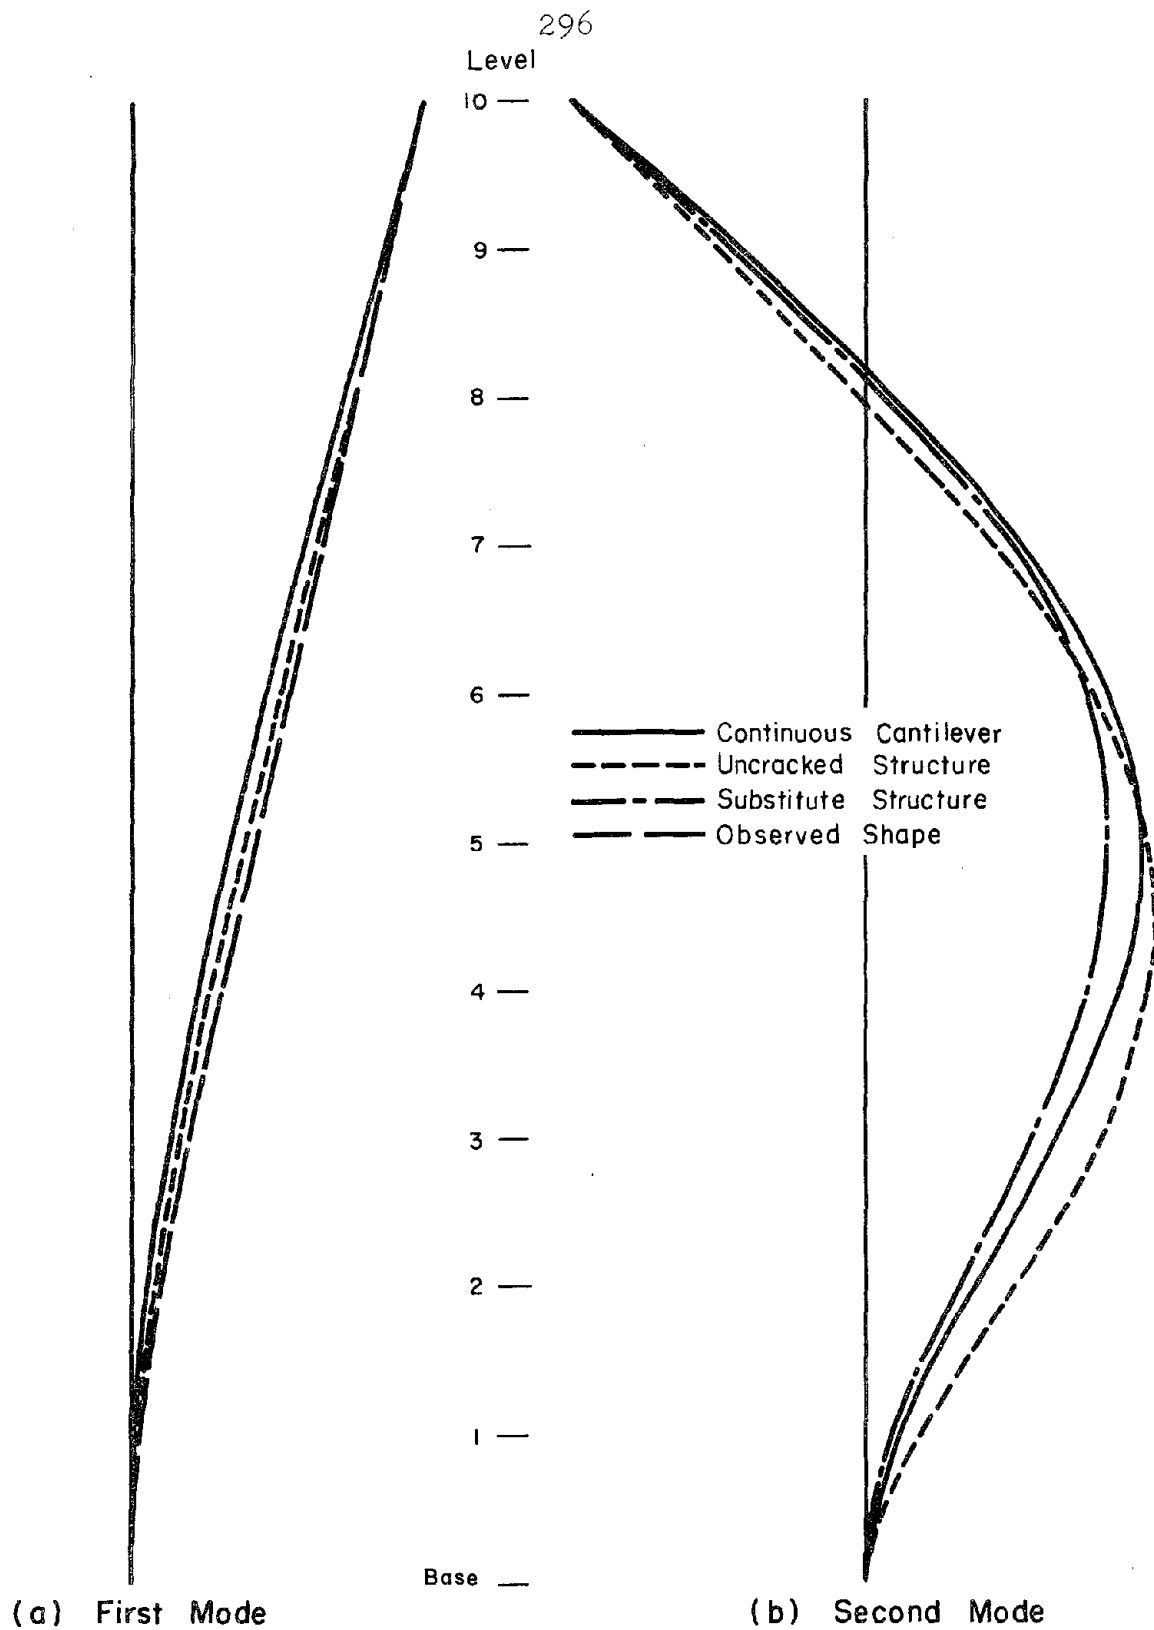 296
Level
10
9
8
7
6
Continuous Cantilever
Uncracked Structure
Substitute Structure
Observed Shape
5
4
3
2
1
Base
(a) First Mode
(b) Second Mode